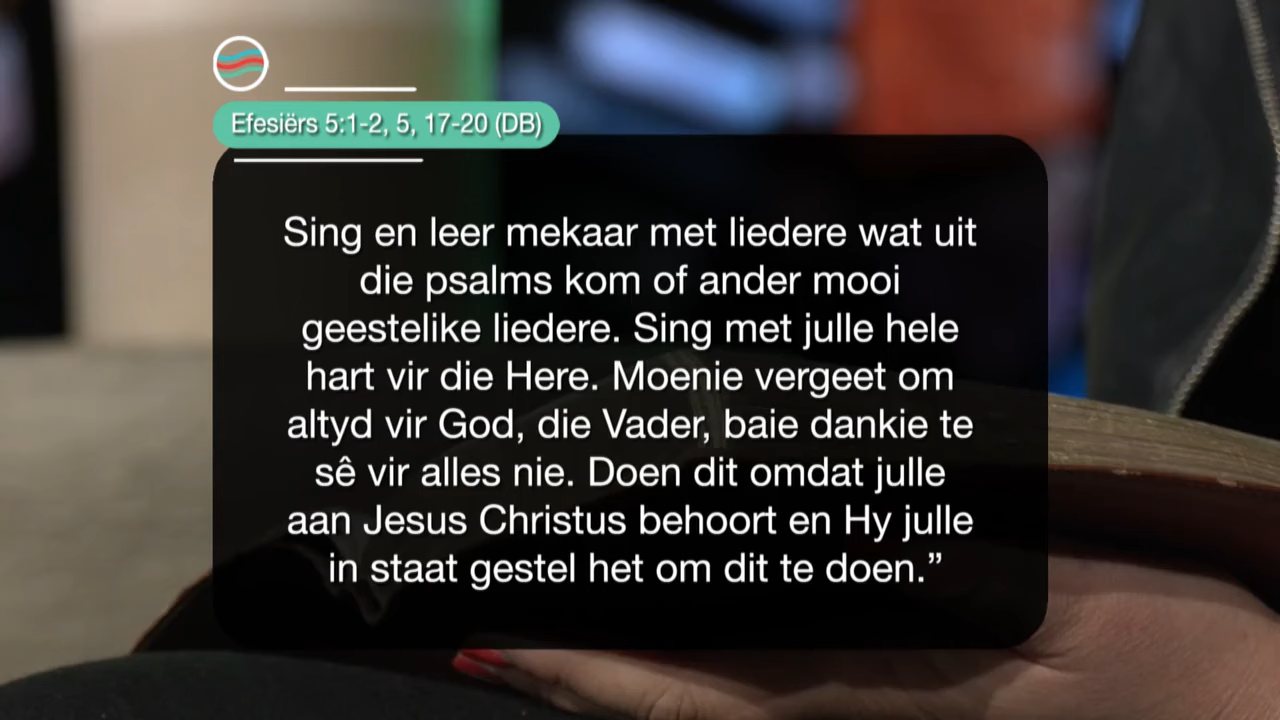 Efesiërs 5:1-2, 5, 17-20 (DB)
Sing en leer mekaar met liedere wat uit
die psalms kom of ander mooi
geestelike liedere. Sing met julle hele
hart vir die Here. Moenie vergeet om
altyd vir God, die Vader, baie dankie te
sê vir alles nie. Doen dit omdat julle
aan Jesus Christus behoort en Hy julle
in staat gestel het om dit te doen.”